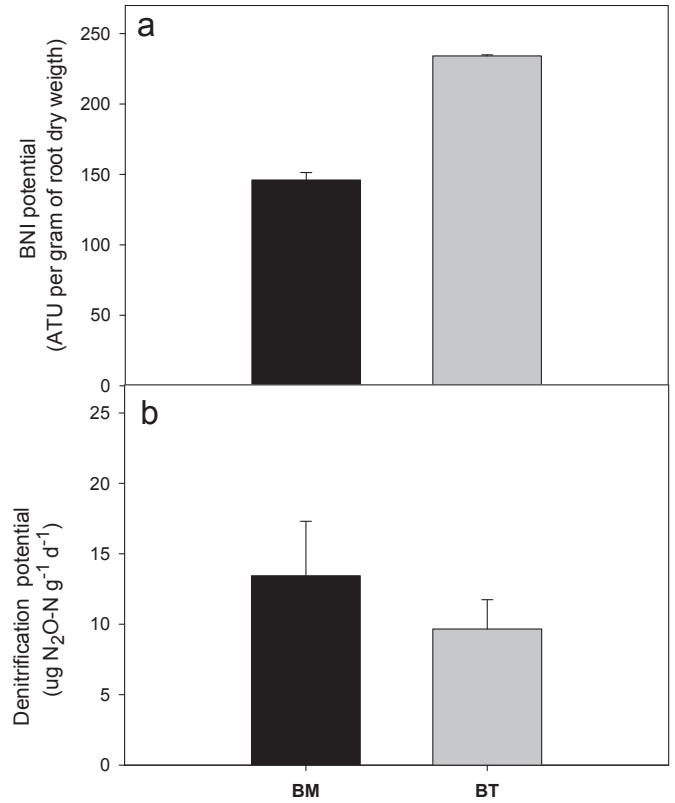 a
BNI potential
(ATU per gram of root dry weigth)
250
200
150
100
50
0
b
Denitrification potential
(ug N₂O-N g⁻¹ d⁻¹)
25
20
15
10
5
0
BM BT